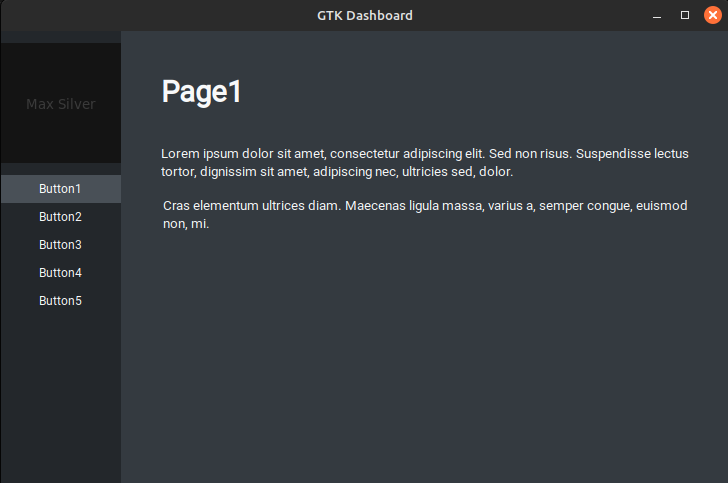 GTK Dashboard
Max Silver
Button1
Button2
Button3
Button4
Button5
Page1
Lorem ipsum dolor sit amet, consectetur adipiscing elit. Sed non risus. Suspendisse lectus
tortor, dignissim sit amet, adipiscing nec, ultricies sed, dolor.
Cras elementum ultrices diam. Maecenas ligula massa, varius a, semper congue, euismod
non, mi.